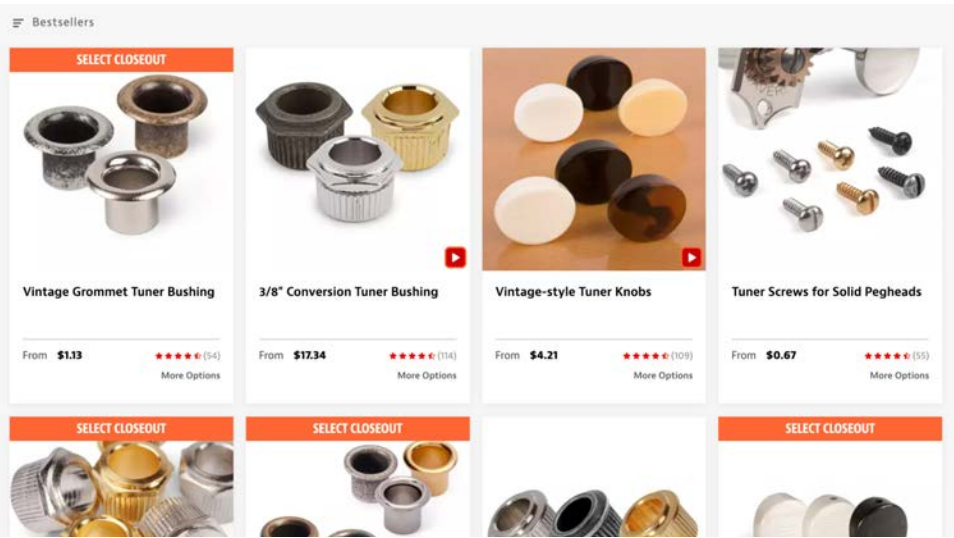 Bestsellers
SELECT CLOSEOUT
Vintage Grommet Tuner Bushing
From $1.13 (54)
More Options
3/8" Conversion Tuner Bushing
From $17.34 (114)
More Options
Vintage-style Tuner Knobs
From $4.21 (109)
More Options
Tuner Screws for Solid Pegheads
From $0.67 (55)
More Options
SELECT CLOSEOUT
SELECT CLOSEOUT
SELECT CLOSEOUT